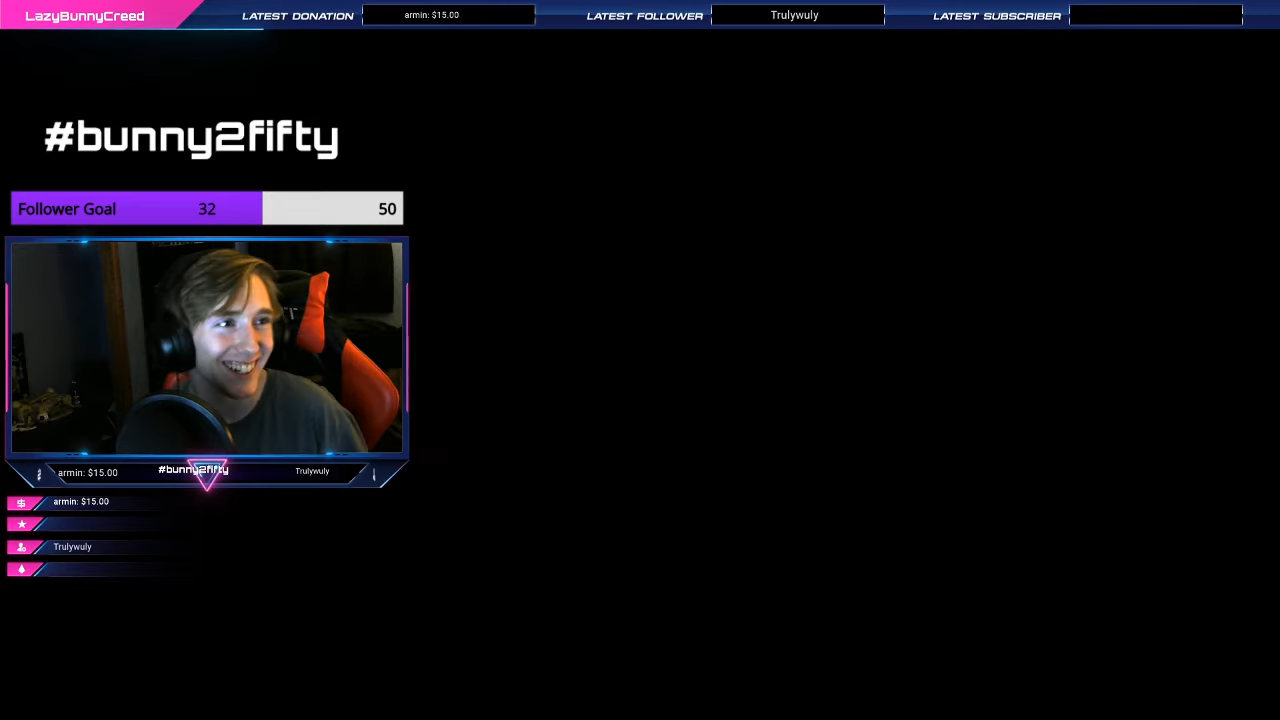 LazyBunnyCreed
LATEST DONATION
armin: $15.00
LATEST FOLLOWER
Trulywuly
LATEST SUBSCRIBER
#bunny2fifty
Follower Goal 32 50
armin: $15.00
#bunny2fifty
Trulywuly
armin: $15.00
Trulywuly